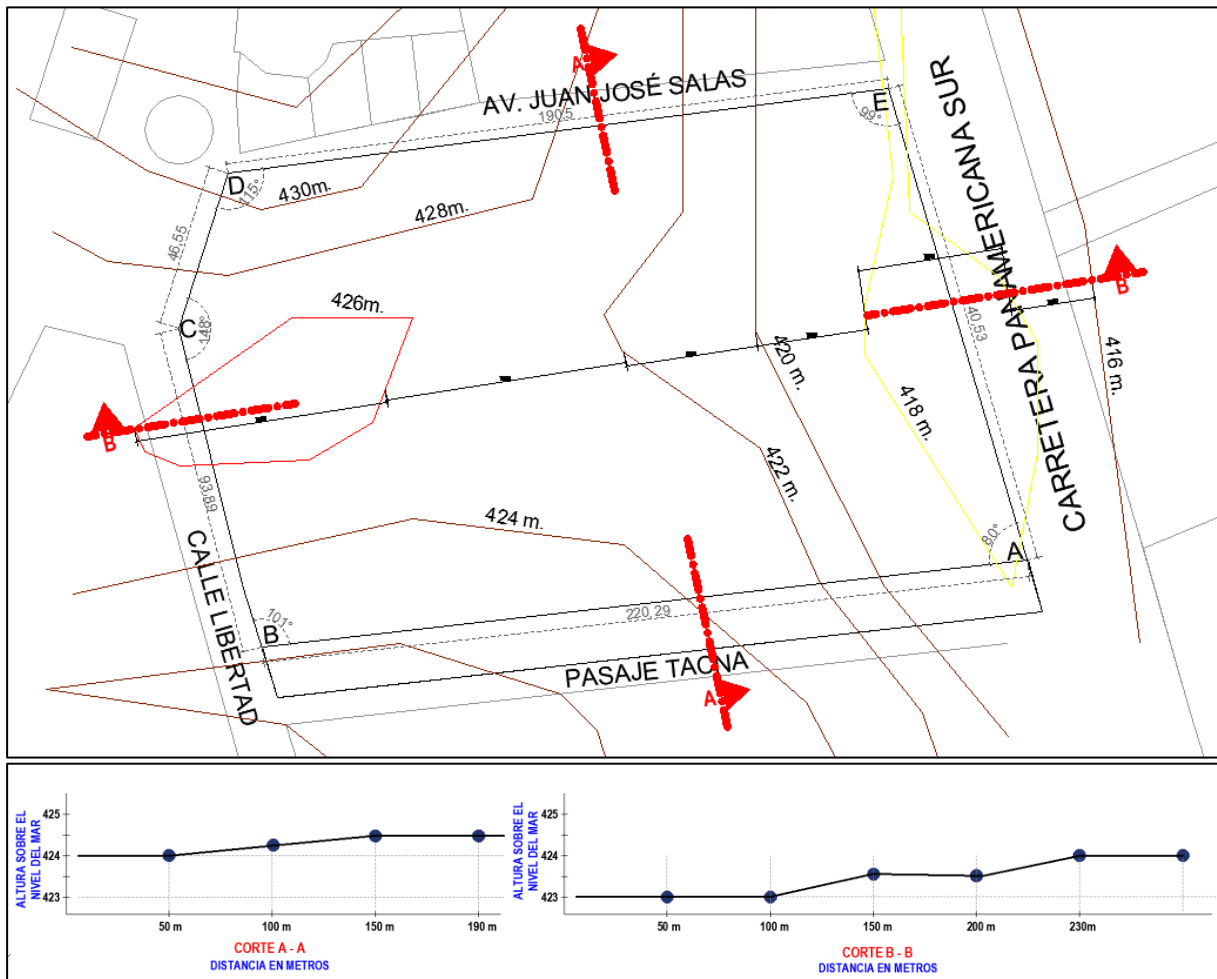 A
AV. JUAN JOSÉ SALAS
190,5
E
99°
D
115°
430m.
428m.
46,55
CARRETERA PANAMERICANA SUR
B
C
148°
426m.
40,53
420 m.
416 m.
418 m.
B
93,89
422 m.
424 m.
80°
A
CALLE LIBERTAD
101°
B
220,29
PASAJE TACNA
A
ALTURA SOBRE EL
NIVEL DEL MAR
425
424
423
50 m
100 m
150 m
190 m
CORTE A - A
DISTANCIA EN METROS
ALTURA SOBRE EL
NIVEL DEL MAR
425
424
423
50 m
100 m
150 m
200 m
230m
CORTE B - B
DISTANCIA EN METROS